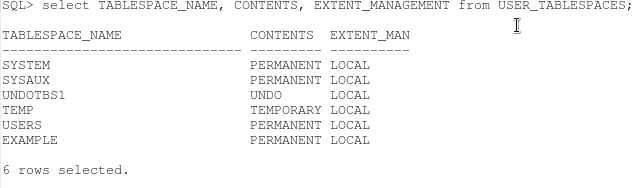 SQL> select TABLESPACE_NAME, CONTENTS, EXTENT_MANAGEMENT from USER_TABLESPACES;
TABLESPACE_NAME                CONTENTS  EXTENT_MAN
------------------------------ --------- ----------
SYSTEM                         PERMANENT LOCAL
SYSAUX                         PERMANENT LOCAL
UNDOTBS1                       UNDO      LOCAL
TEMP                           TEMPORARY LOCAL
USERS                          PERMANENT LOCAL
EXAMPLE                        PERMANENT LOCAL
6 rows selected.